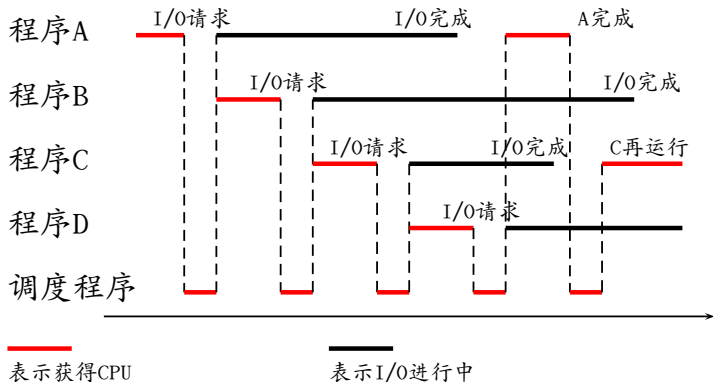 I/O请求 I/O完成 A完成
程序A
I/O请求 I/O完成
程序B
I/O请求 I/O完成 C再运行
程序C
I/O请求
程序D
调度程序
表示获得CPU 表示I/O进行中